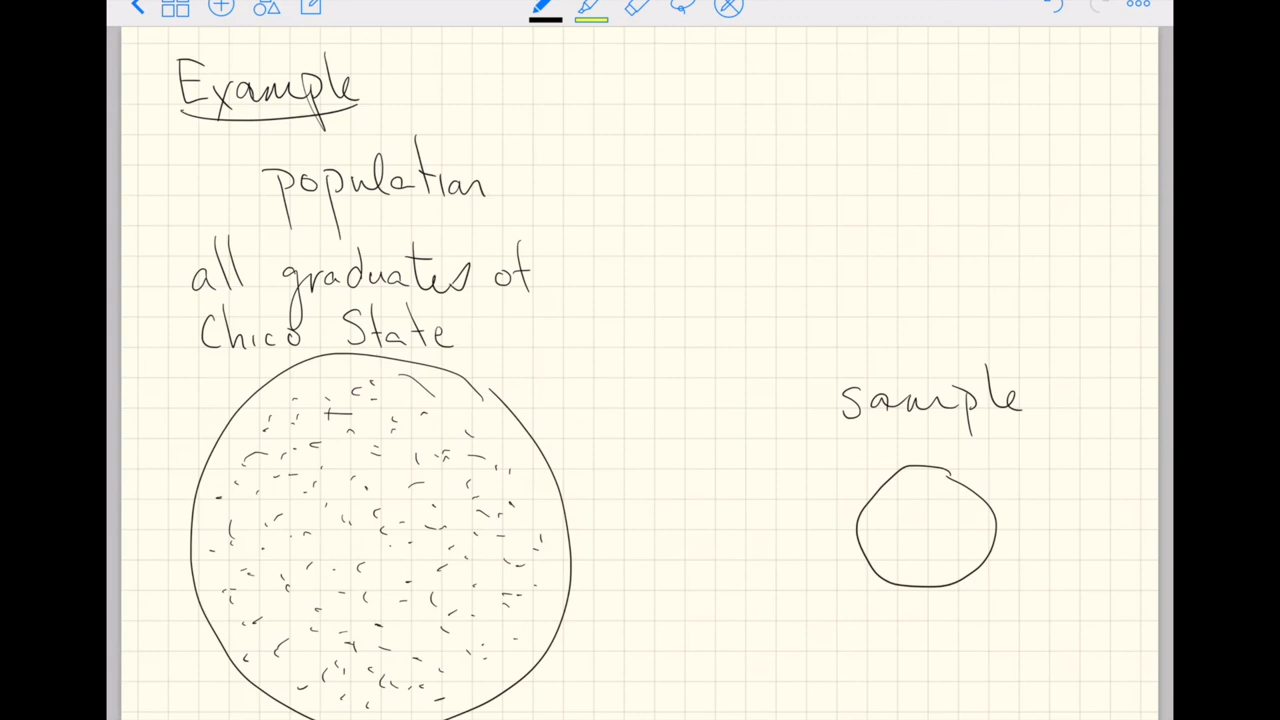 Example
population
all graduates of
Chico State
sample